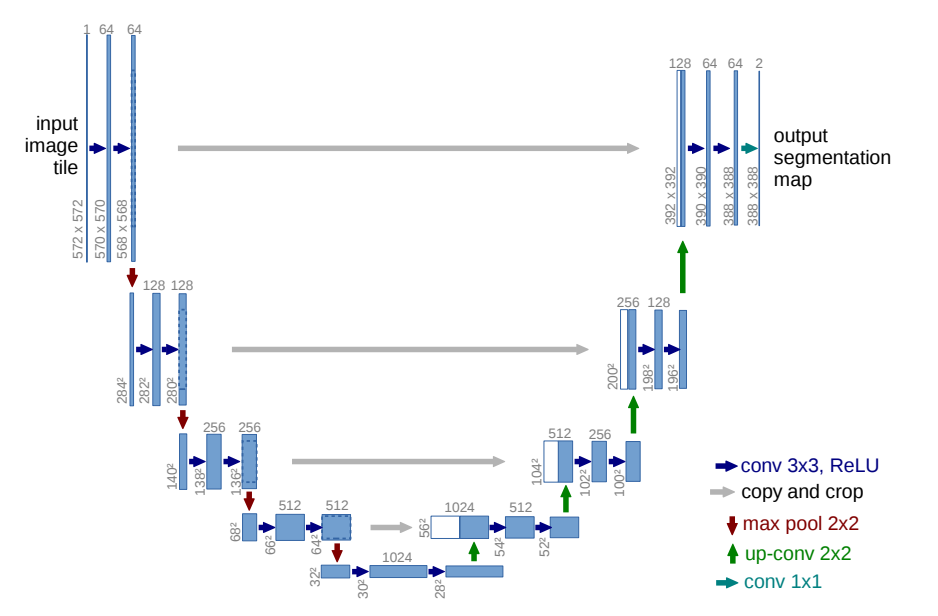 1 64 64
128 64 64 2
input
image
tile
output
segmentation
map
572 x 572
570 x 570
568 x 568
392 x 392
390 x 390
388 x 388
388 x 388
128 128
256 128
284²
282²
280²
200²
198²
196²
256 256
512 256
140²
138²
136²
104²
102²
100²
512 512
1024 512
68²
66²
64²
56²
54²
52²
1024
32²
30²
28²
conv 3x3, ReLU
copy and crop
max pool 2x2
up-conv 2x2
conv 1x1